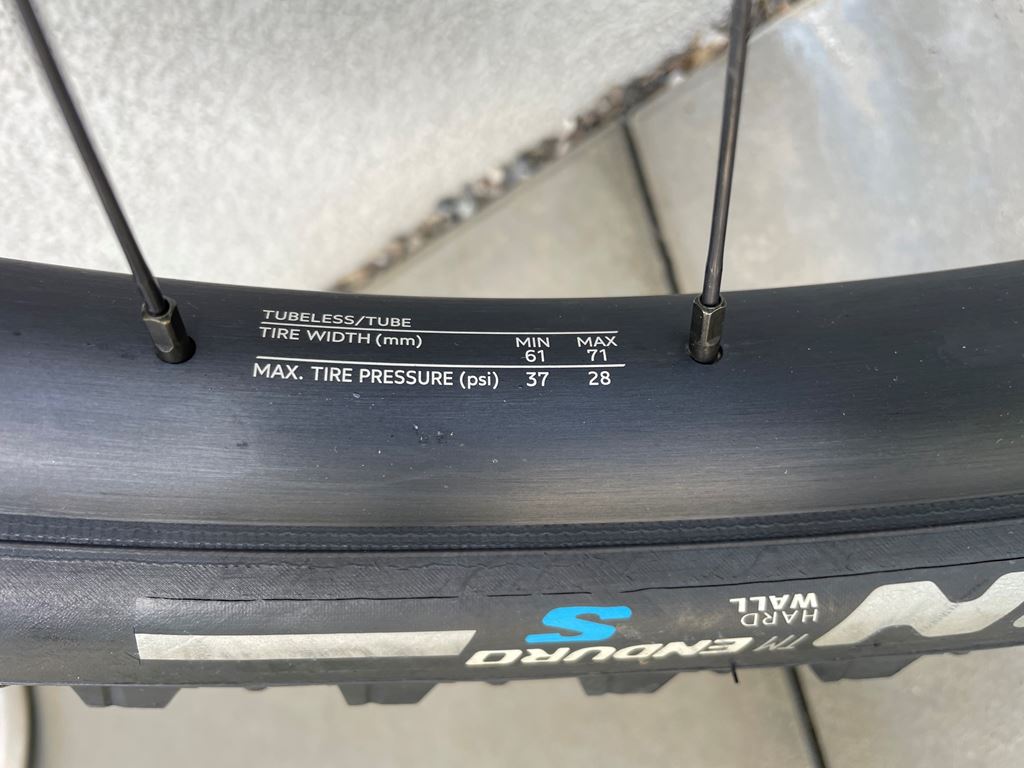 TUBELESS/TUBE
TIRE WIDTH (mm) MIN MAX
61 71
MAX. TIRE PRESSURE (psi) 37 28
HARD
WALL
TM ENDURO
S